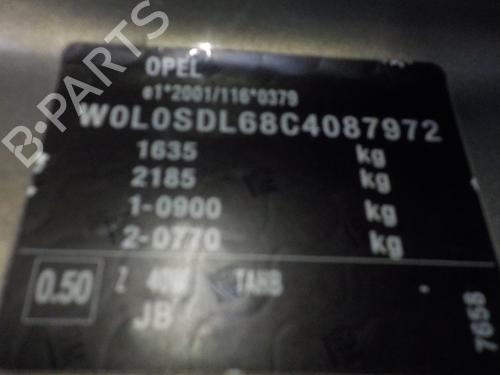 OPEL
e1*2001/116*0379
W0L0SDL68C4087972
1635 kg
2185 kg
1-0900 kg
2-0770 kg
0.50 Z 40W TAHB -
JB
7658
B-PARTS